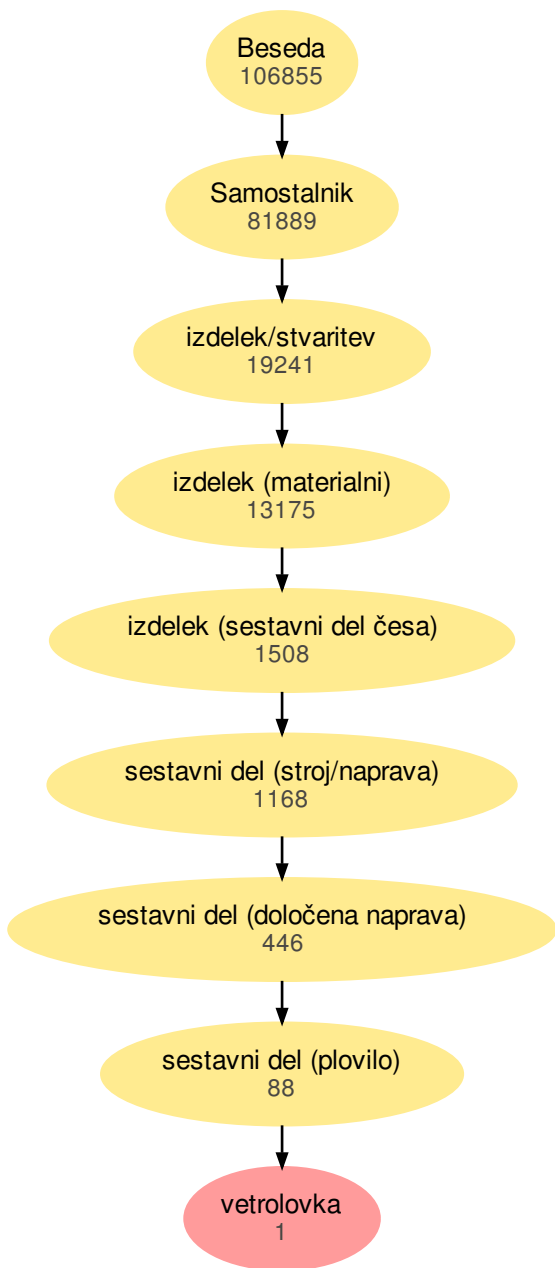 Beseda
106855
Samostalnik
81889
izdelek/stvaritev
19241
izdelek (materialni)
13175
izdelek (sestavni del česa)
1508
sestavni del (stroj/naprava)
1168
sestavni del (določena naprava)
446
sestavni del (plovilo)
88
vetrolovka
1